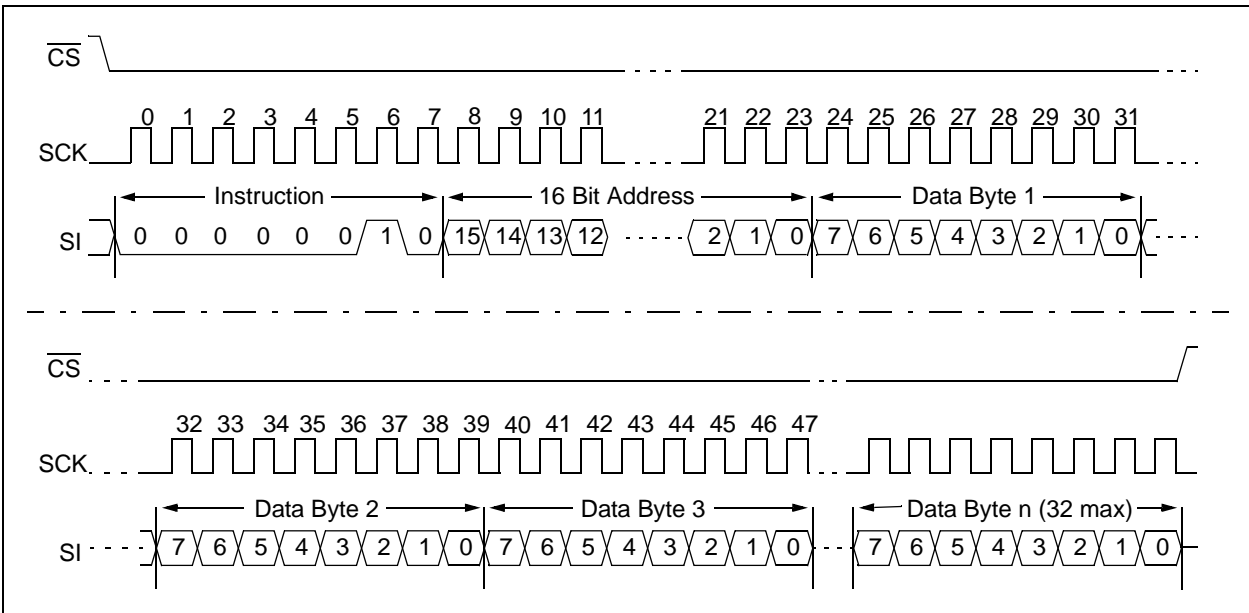 CS
0 1 2 3 4 5 6 7 8 9 10 11 21 22 23 24 25 26 27 28 29 30 31
SCK
Instruction 16 Bit Address Data Byte 1
SI 0 0 0 0 0 0 1 0 15 14 13 12 2 1 0 7 6 5 4 3 2 1 0
CS
32 33 34 35 36 37 38 39 40 41 42 43 44 45 46 47
SCK
Data Byte 2 Data Byte 3 Data Byte n (32 max)
SI 7 6 5 4 3 2 1 0 7 6 5 4 3 2 1 0 7 6 5 4 3 2 1 0